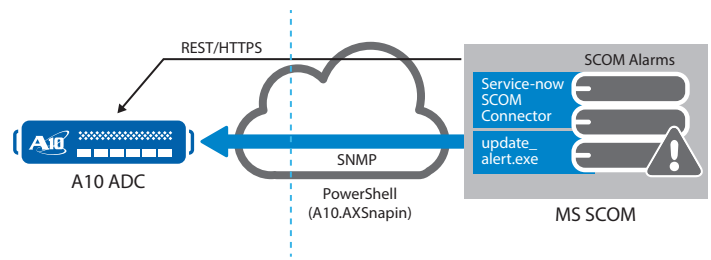 REST/HTTPS
SCOM Alarms
Service-now
SCOM
Connector
update_
alert.exe
A10
SNMP
A10 ADC
PowerShell
(A10.AXSnapin)
MS SCOM